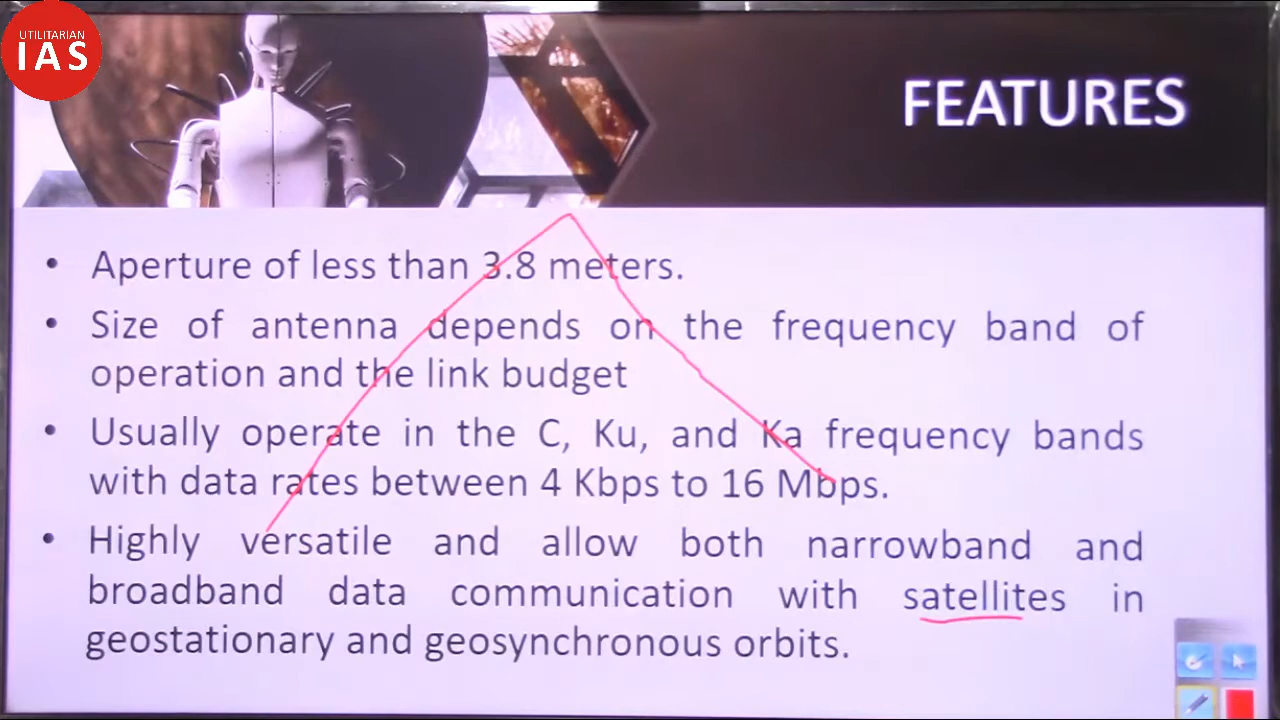 UTILITARIAN
IAS
FEATURES
• Aperture of less than 3.8 meters.
• Size of antenna depends on the frequency band of
operation and the link budget
• Usually operate in the C, Ku, and Ka frequency bands
with data rates between 4 Kbps to 16 Mbps.
• Highly versatile and allow both narrowband and
broadband data communication with satellites in
geostationary and geosynchronous orbits.